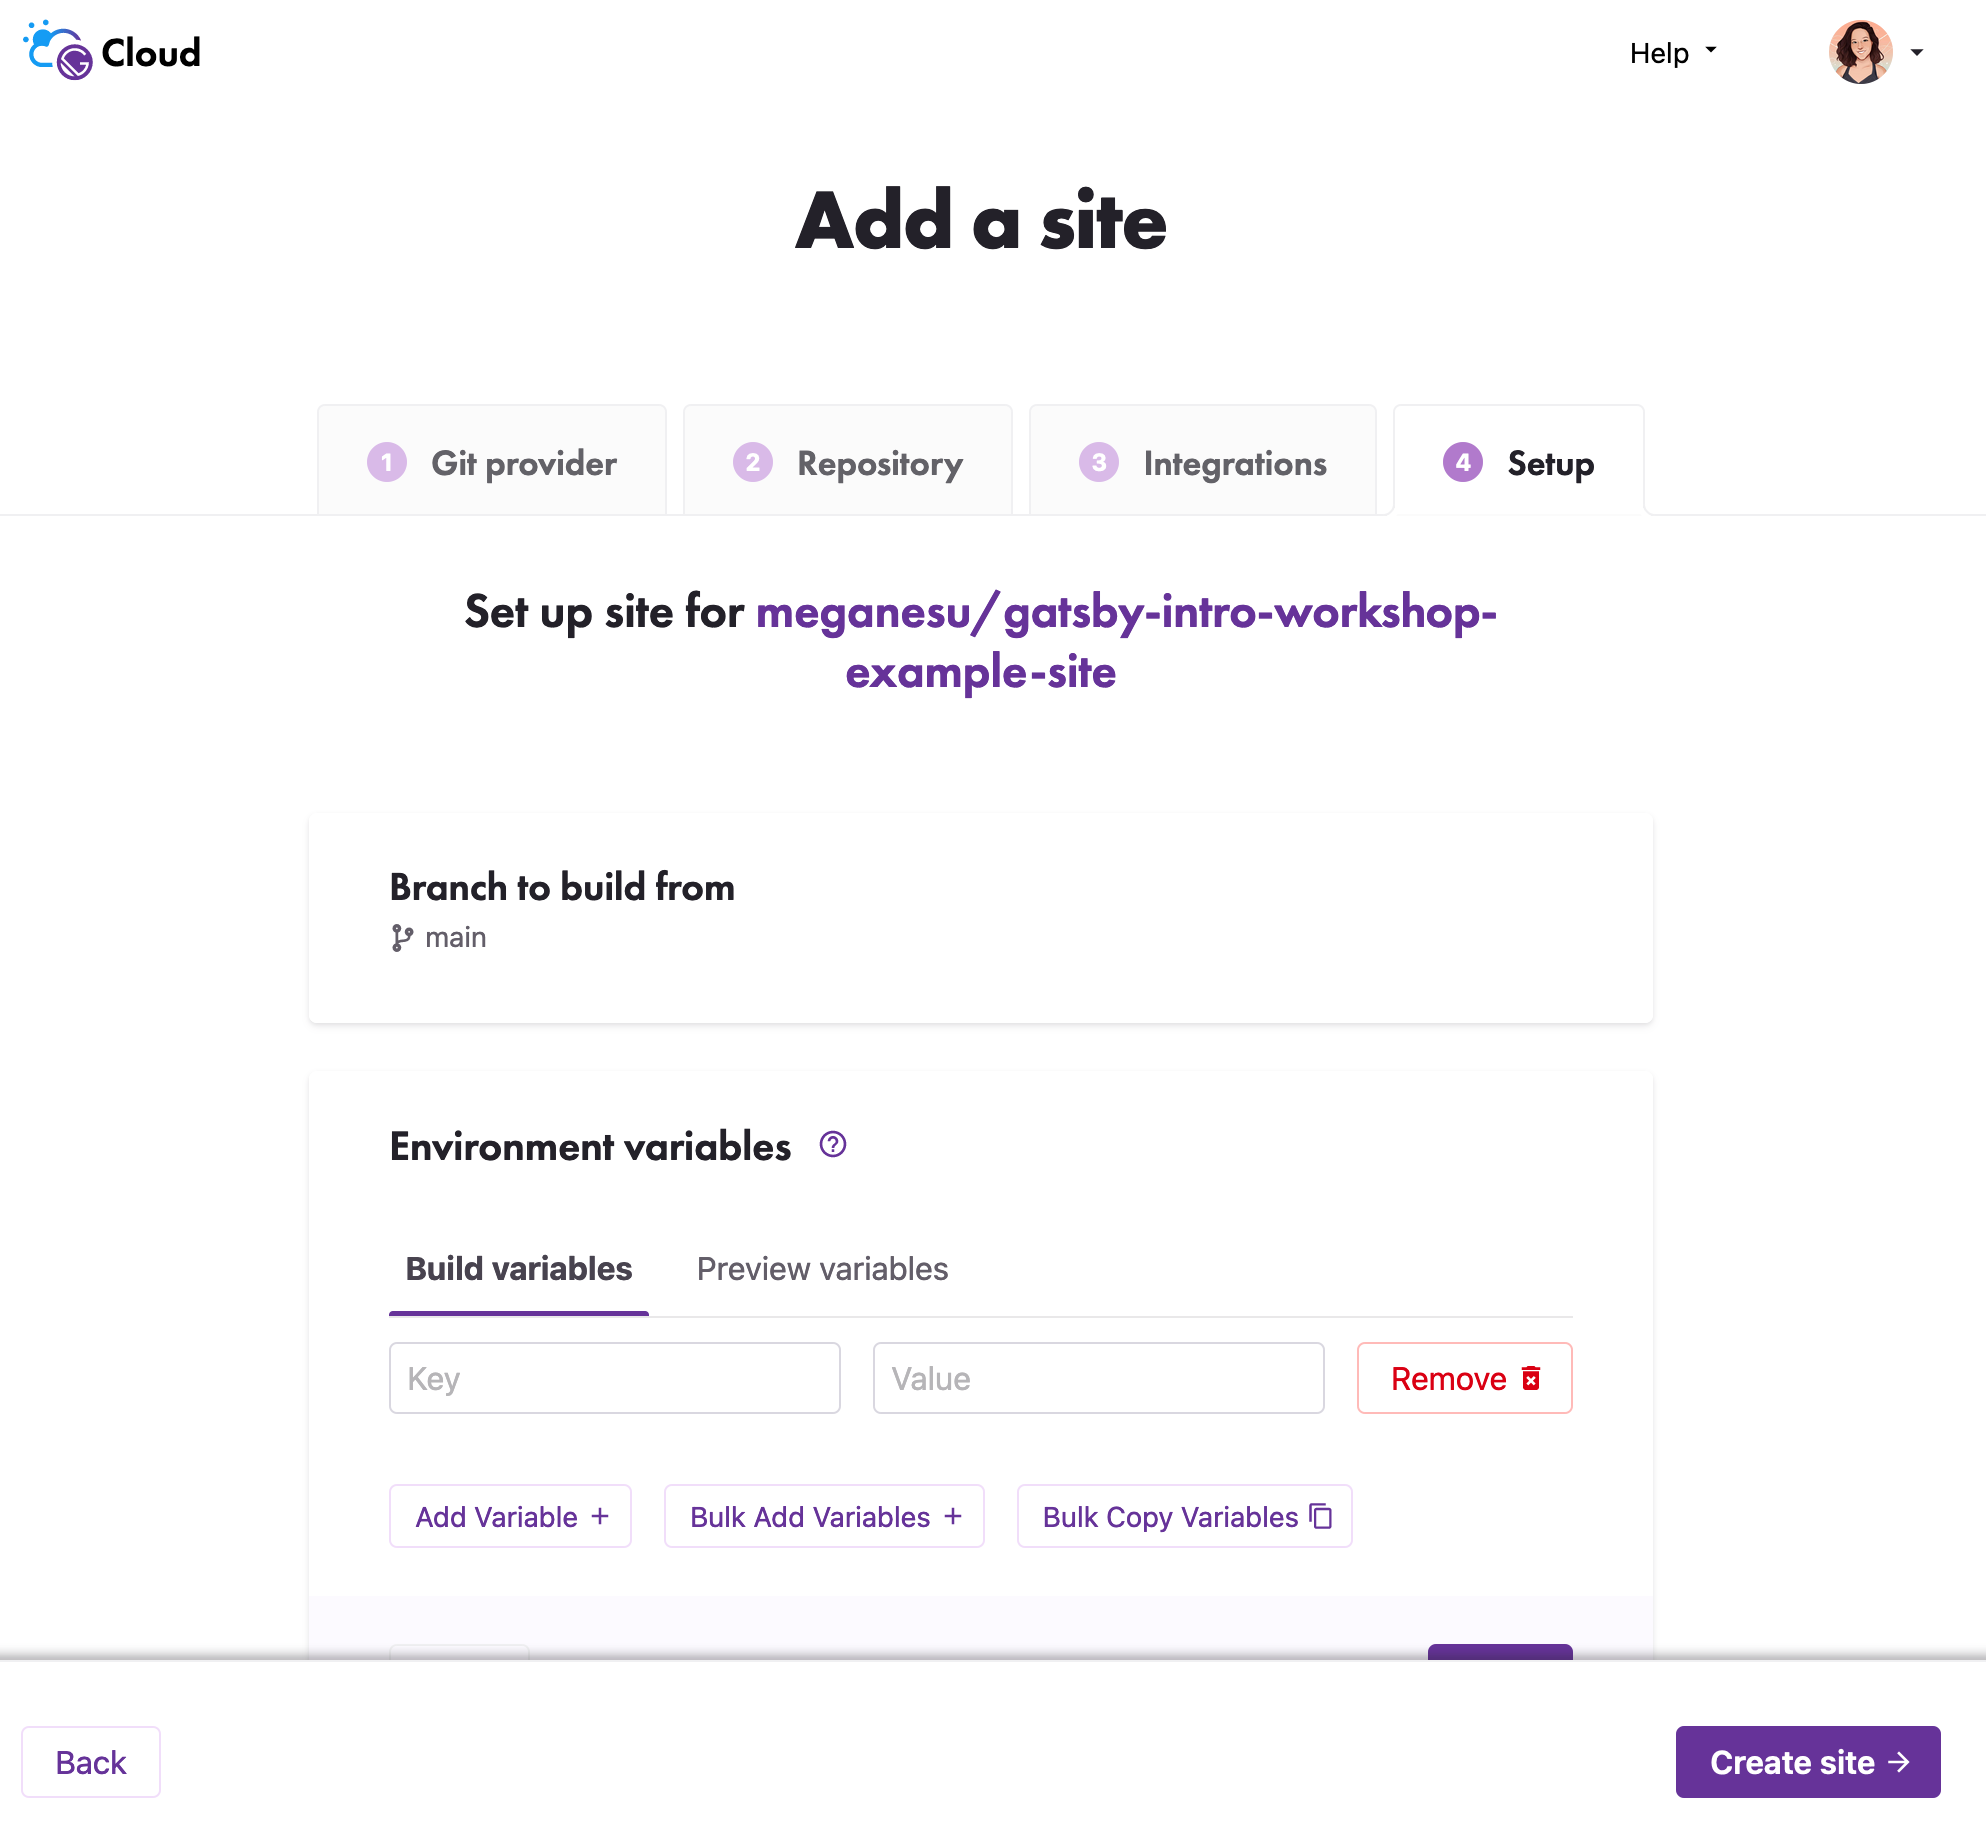 Cloud
Help
Add a site
1 Git provider
2 Repository
3 Integrations
4 Setup
Set up site for meganesu/gatsby-intro-workshop-
example-site
Branch to build from
main
Environment variables ?
Build variables
Preview variables
Key
Value
Remove
Add Variable +
Bulk Add Variables +
Bulk Copy Variables
Back
Create site →